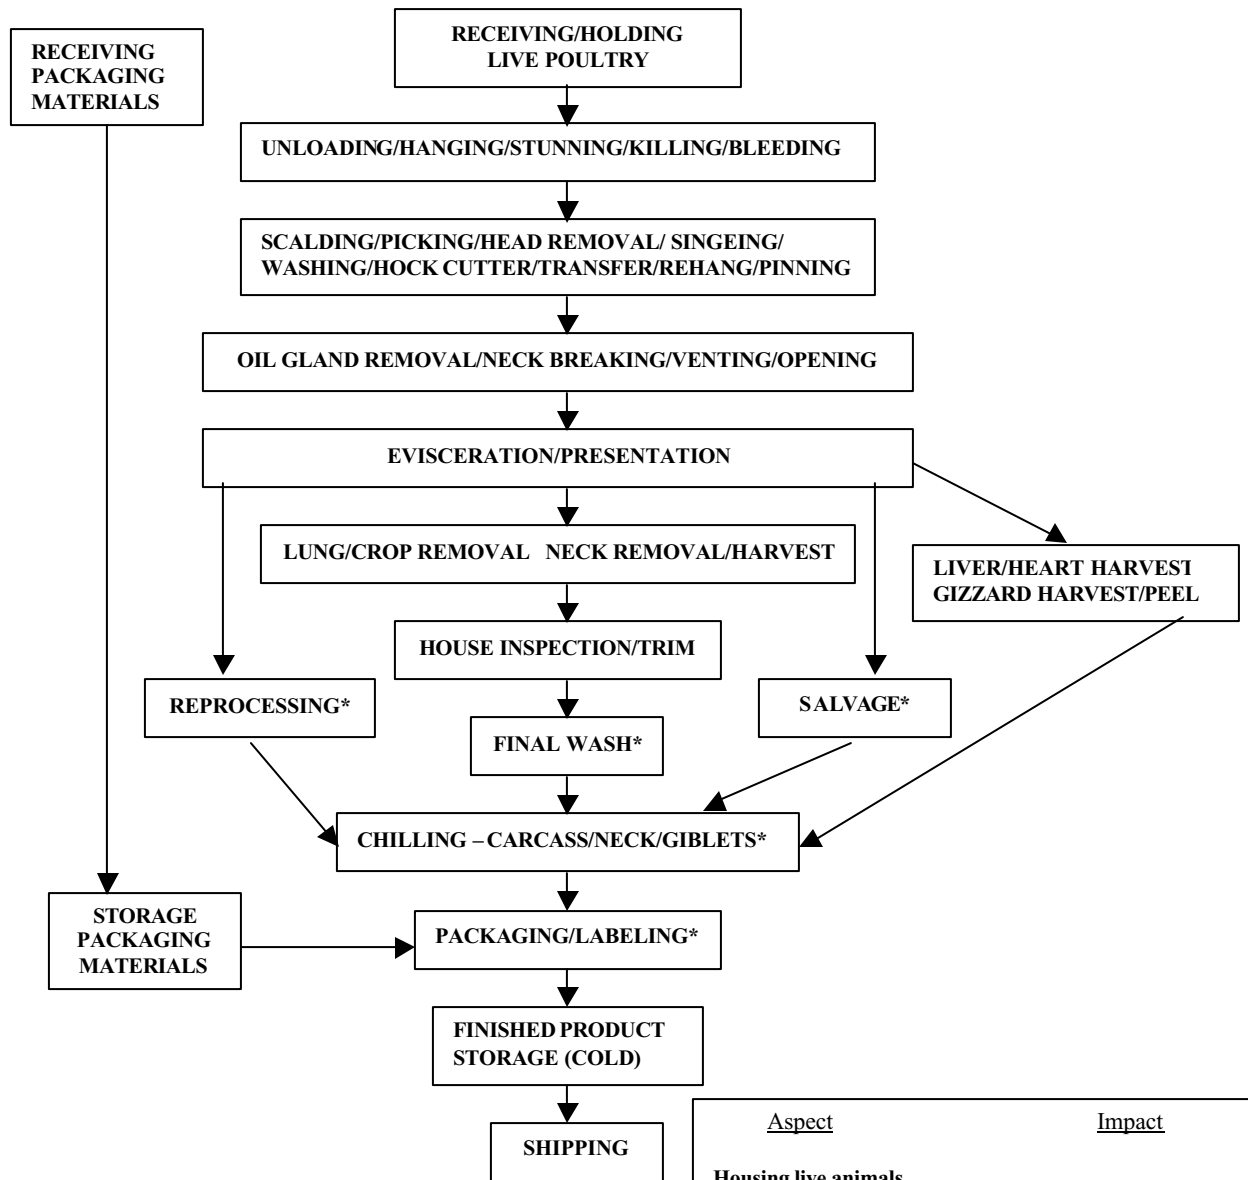 RECEIVING
PACKAGING
MATERIALS
RECEIVING/HOLDING
LIVE POULTRY
UNLOADING/HANGING/STUNNING/KILLING/BLEEDING
SCALDING/PICKING/HEAD REMOVAL/ SINGEING/
WASHING/HOCK CUTTER/TRANSFER/REHANG/PINNING
OIL GLAND REMOVAL/NECK BREAKING/VENTING/OPENING
EVISCERATION/PRESENTATION
LUNG/CROP REMOVAL NECK REMOVAL/HARVEST
LIVER/HEART HARVEST
GIZZARD HARVEST/PEEL
HOUSE INSPECTION/TRIM
REPROCESSING*
SALVAGE*
FINAL WASH*
CHILLING – CARCASS/NECK/GIBLETS*
STORAGE
PACKAGING
MATERIALS
PACKAGING/LABELING*
FINISHED PRODUCT
STORAGE (COLD)
SHIPPING
Aspect Impact
Housing live animals